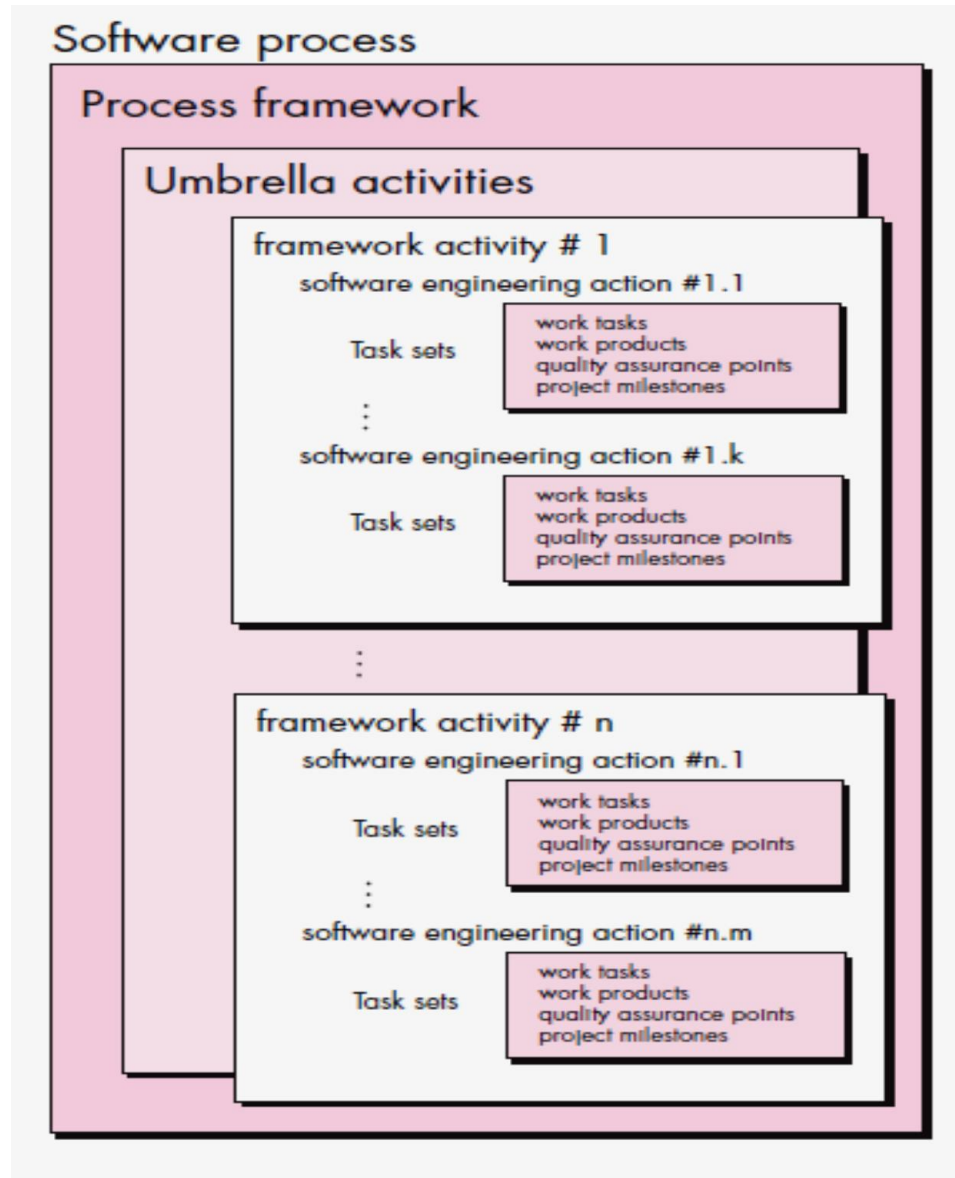 Software process
Process framework
Umbrella activities
framework activity # 1
software engineering action #1.1
Task sets
work tasks
work products
quality assurance points
project milestones
software engineering action #1.k
Task sets
work tasks
work products
quality assurance points
project milestones
framework activity # n
software engineering action #n.1
Task sets
work tasks
work products
quality assurance points
project milestones
software engineering action #n.m
Task sets
work tasks
work products
quality assurance points
project milestones